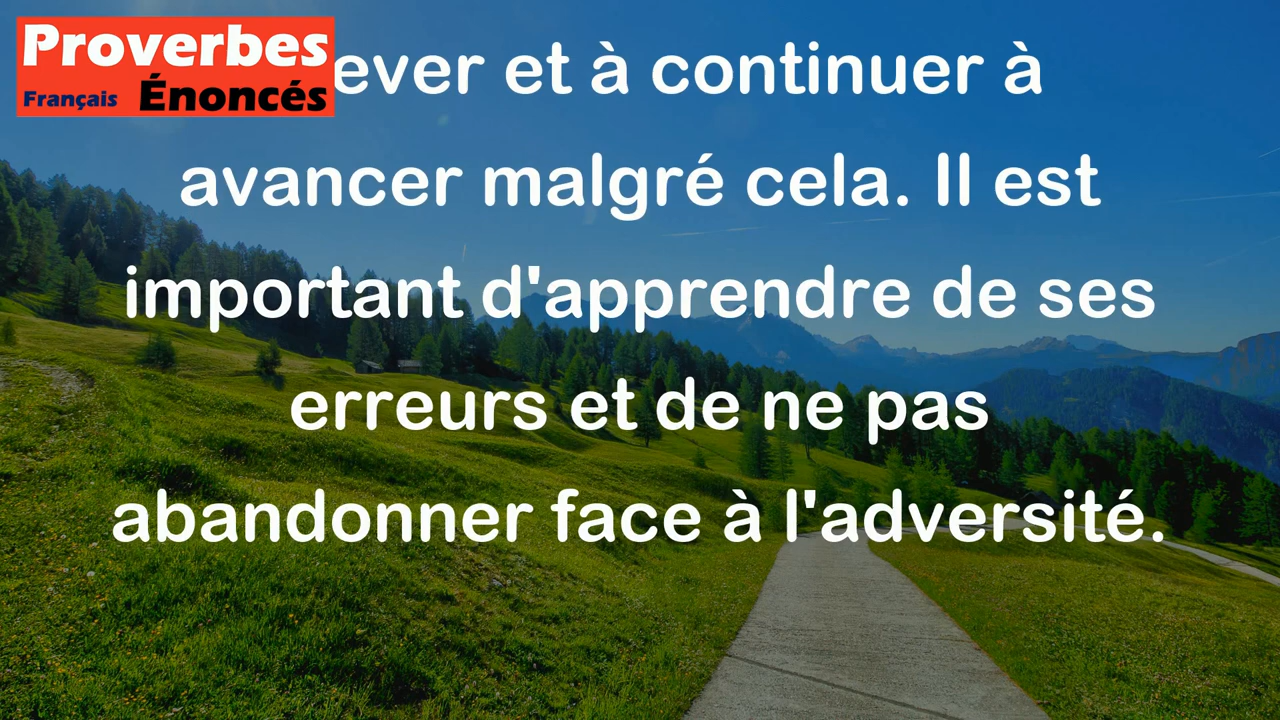 Proverbes
Français Énoncés
ever et à continuer à
avancer malgré cela. Il est
important d'apprendre de ses
erreurs et de ne pas
abandonner face à l'adversité.